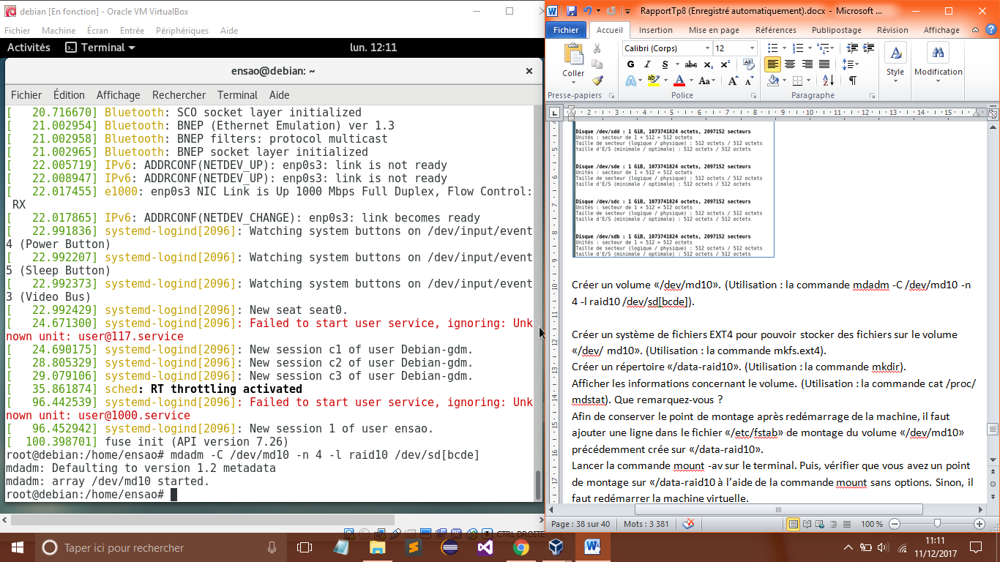 debian [En fonction] - Oracle VM VirtualBox
Fichier Machine Écran Entrée Périphériques Aide
Activités Terminal lun. 12:11
ensao@debian: ~
Fichier Édition Affichage Rechercher Terminal Aide
[   20.716670] Bluetooth: SCO socket layer initialized
[   21.002954] Bluetooth: BNEP (Ethernet Emulation) ver 1.3
[   21.002958] Bluetooth: BNEP filters: protocol multicast
[   21.002965] Bluetooth: BNEP socket layer initialized
[   22.005719] IPv6: ADDRCONF(NETDEV_UP): enp0s3: link is not ready
[   22.008947] IPv6: ADDRCONF(NETDEV_UP): enp0s3: link is not ready
[   22.017455] e1000: enp0s3 NIC Link is Up 1000 Mbps Full Duplex, Flow Control:
RX
[   22.017865] IPv6: ADDRCONF(NETDEV_CHANGE): enp0s3: link becomes ready
[   22.991836] systemd-logind[2096]: Watching system buttons on /dev/input/event
4 (Power Button)
[   22.992207] systemd-logind[2096]: Watching system buttons on /dev/input/event
5 (Sleep Button)
[   22.992373] systemd-logind[2096]: Watching system buttons on /dev/input/event
3 (Video Bus)
[   22.992429] systemd-logind[2096]: New seat seat0.
[   24.671300] systemd-logind[2096]: Failed to start user service, ignoring: Unk
nown unit: user@117.service
[   24.690175] systemd-logind[2096]: New session c1 of user Debian-gdm.
[   28.805329] systemd-logind[2096]: New session c2 of user Debian-gdm.
[   29.079106] systemd-logind[2096]: New session c3 of user Debian-gdm.
[   35.861874] sched: RT throttling activated
[   96.442539] systemd-logind[2096]: Failed to start user service, ignoring: Unk
nown unit: user@1000.service
[   96.452942] systemd-logind[2096]: New session 1 of user ensao.
[  100.398701] fuse init (API version 7.26)
root@debian:/home/ensao# mdadm -C /dev/md10 -n 4 -l raid10 /dev/sd[bcde]
mdadm: Defaulting to version 1.2 metadata
mdadm: array /dev/md10 started.
root@debian:/home/ensao#
CTRL DROITE
RapportTp8 (Enregistré automatiquement).docx - Microsoft ...
Fichier Accueil Insertion Mise en page Références Publipostage Révision Affichage
Calibri (Corps) 12
Coller
G I S abc x₂ x²
Style Modification
Presse-papiers Police Paragraphe
2 3 4 5 6 7 8 9 10 11 12 13 14 15
Disque /dev/sdd : 1 GiB, 1073741824 octets, 2097152 secteurs
Unités : secteur de 1 × 512 = 512 octets
Taille de secteur (logique / physique) : 512 octets / 512 octets
taille d'E/S (minimale / optimale) : 512 octets / 512 octets
Disque /dev/sde : 1 GiB, 1073741824 octets, 2097152 secteurs
Unités : secteur de 1 × 512 = 512 octets
Taille de secteur (logique / physique) : 512 octets / 512 octets
taille d'E/S (minimale / optimale) : 512 octets / 512 octets
Disque /dev/sdc : 1 GiB, 1073741824 octets, 2097152 secteurs
Unités : secteur de 1 × 512 = 512 octets
Taille de secteur (logique / physique) : 512 octets / 512 octets
taille d'E/S (minimale / optimale) : 512 octets / 512 octets
Disque /dev/sdb : 1 GiB, 1073741824 octets, 2097152 secteurs
Unités : secteur de 1 × 512 = 512 octets
Taille de secteur (logique / physique) : 512 octets / 512 octets
taille d'E/S (minimale / optimale) : 512 octets / 512 octets
Créer un volume «/dev/md10». (Utilisation : la commande mdadm -C /dev/md10 -n
4 -l raid10 /dev/sd[bcde]).
Créer un système de fichiers EXT4 pour pouvoir stocker des fichiers sur le volume
«/dev/ md10». (Utilisation : la commande mkfs.ext4).
Créer un répertoire «/data-raid10». (Utilisation : la commande mkdir).
Afficher les informations concernant le volume. (Utilisation : la commande cat /proc/
mdstat). Que remarquez-vous ?
Afin de conserver le point de montage après redémarrage de la machine, il faut
ajouter une ligne dans le fichier «/etc/fstab» de montage du volume «/dev/md10»
précédemment crée sur «/data-raid10».
Lancer la commande mount -av sur le terminal. Puis, vérifier que vous avez un point
de montage sur «/data-raid10 à l’aide de la commande mount sans options. Sinon, il
faut redémarrer la machine virtuelle.
Page : 38 sur 40 Mots : 3 381 100 %
Taper ici pour rechercher
11:11
11/12/2017